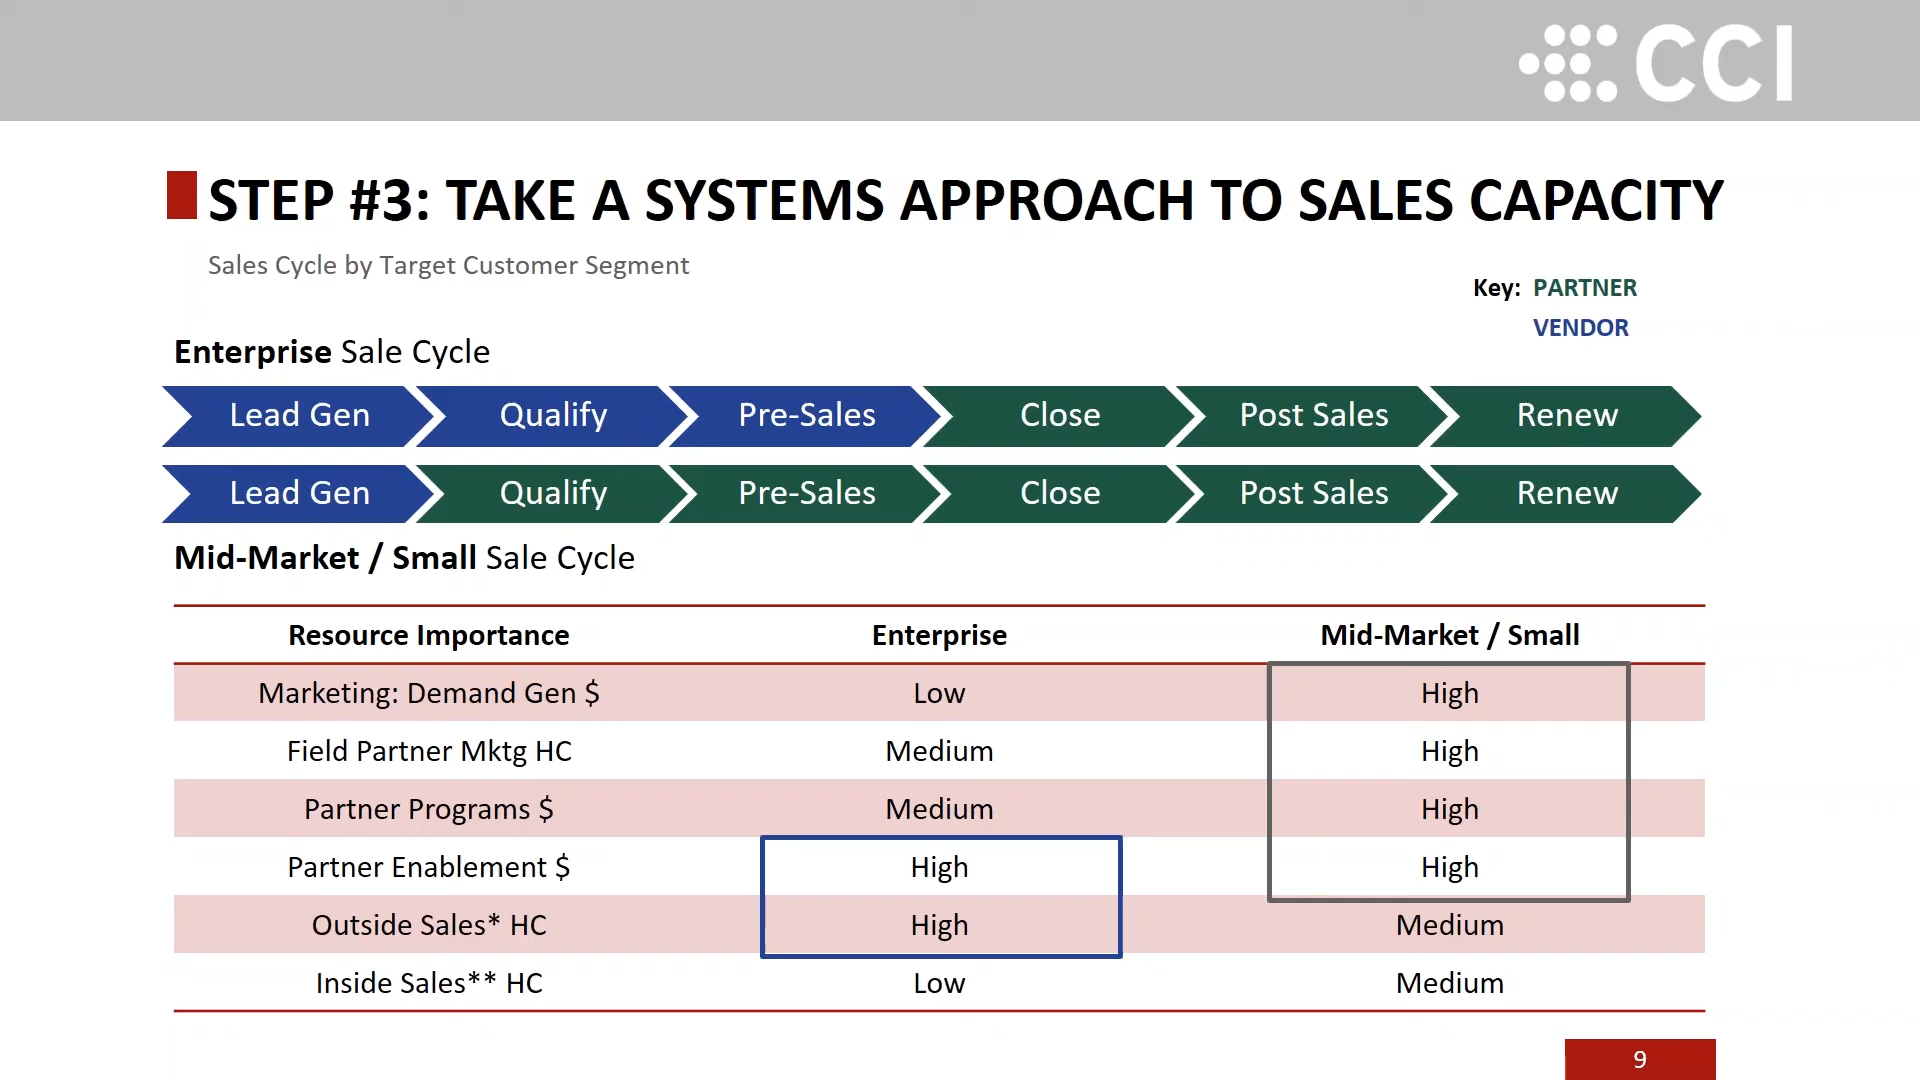 CCI
STEP #3: TAKE A SYSTEMS APPROACH TO SALES CAPACITY
Sales Cycle by Target Customer Segment
Key: PARTNER
VENDOR
Enterprise Sale Cycle
Lead Gen Qualify Pre-Sales Close Post Sales Renew
Lead Gen Qualify Pre-Sales Close Post Sales Renew
Mid-Market / Small Sale Cycle
Resource Importance Enterprise Mid-Market / Small
Marketing: Demand Gen $ Low High
Field Partner Mktg HC Medium High
Partner Programs $ Medium High
Partner Enablement $ High High
Outside Sales* HC High Medium
Inside Sales** HC Low Medium
9